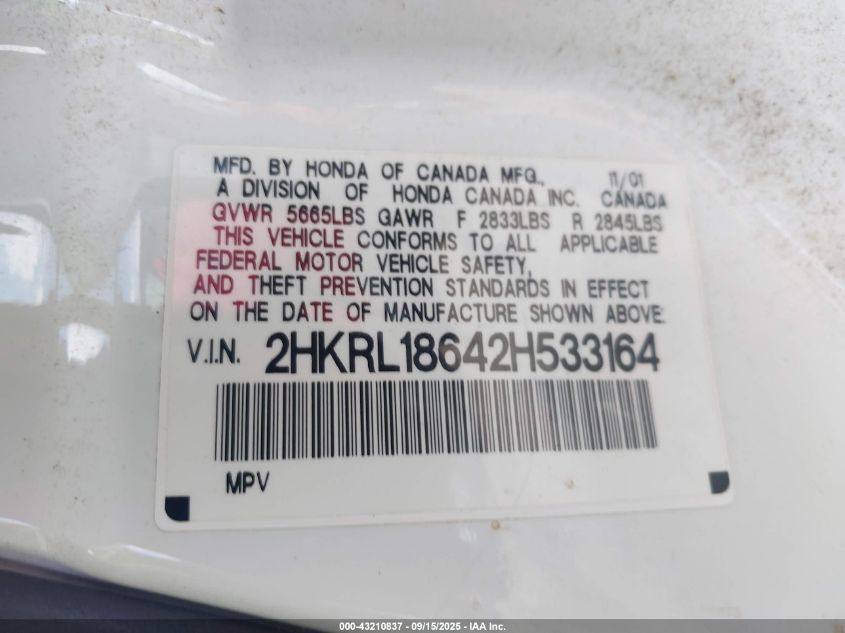 MFD. BY HONDA OF CANADA MFG., 11/01
A DIVISION OF HONDA CANADA INC. CANADA
GVWR 5665LBS GAWR F 2833LBS R 2845LBS
THIS VEHICLE CONFORMS TO ALL APPLICABLE
FEDERAL MOTOR VEHICLE SAFETY,
AND THEFT PREVENTION STANDARDS IN EFFECT
ON THE DATE OF MANUFACTURE SHOWN ABOVE.
V.I.N. 2HKRL18642H533164
MPV
000-43210837 - 09/15/2025 - IAA Inc.